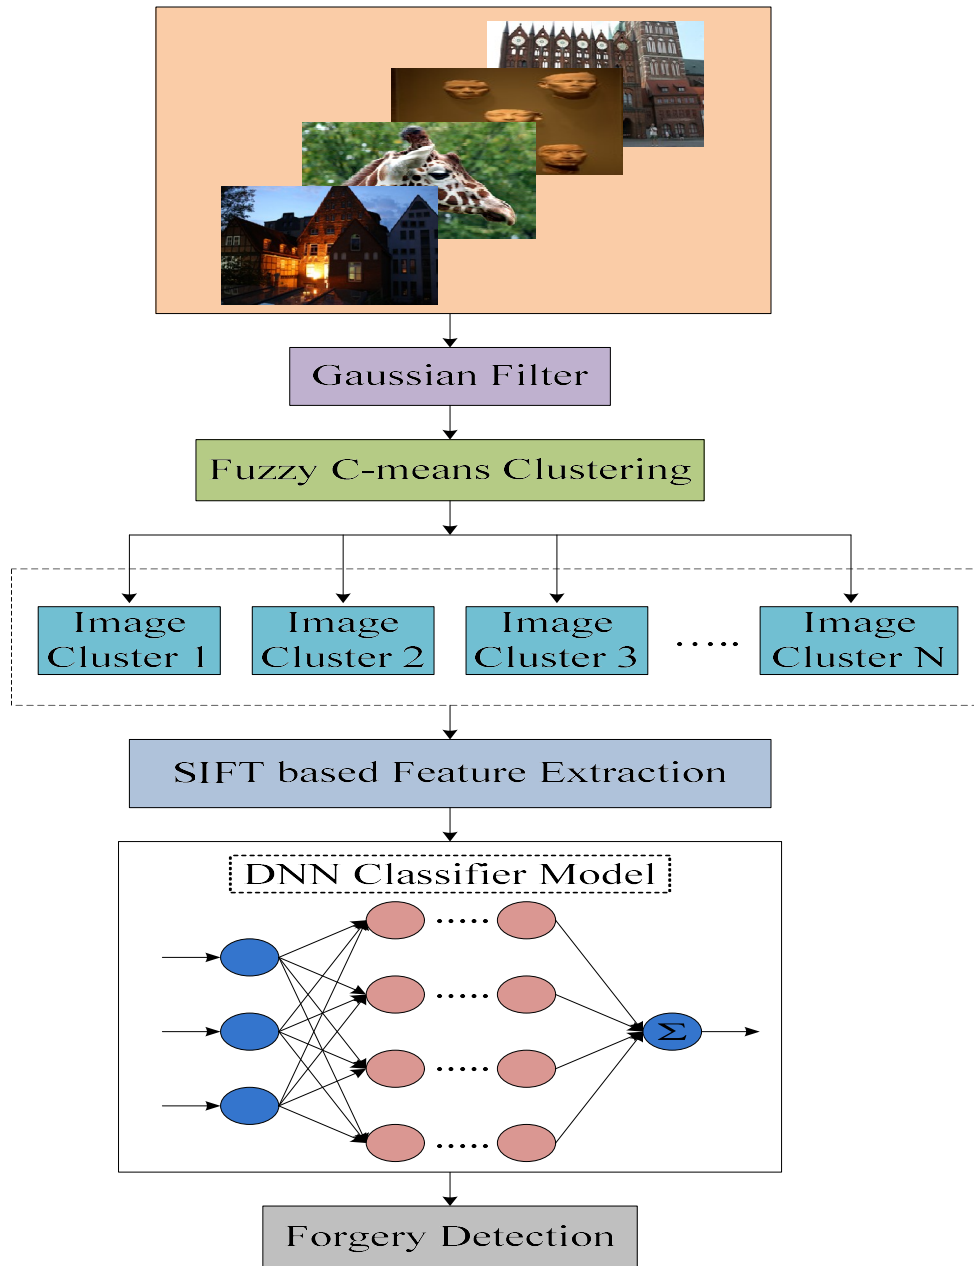 Gaussian Filter
Fuzzy C-means Clustering
Image
Cluster 1
Image
Cluster 2
Image
Cluster 3
.....
Image
Cluster N
SIFT based Feature Extraction
DNN Classifier Model
.....
.....
Σ
.....
.....
Forgery Detection